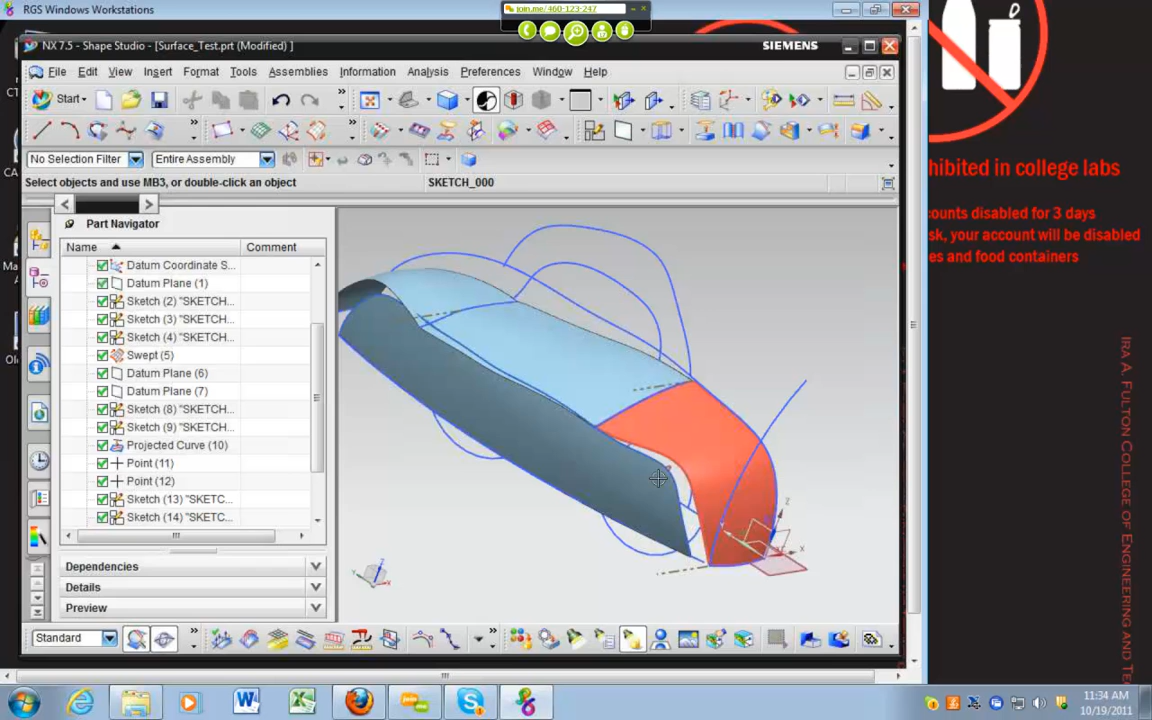 RGS Windows Workstations
join.me/460-123-247
NX 7.5 - Shape Studio - [Surface_Test.prt (Modified) ]
SIEMENS
File Edit View Insert Format Tools Assemblies Information Analysis Preferences Window Help
Start
No Selection Filter
Entire Assembly
Select objects and use MB3, or double-click an object
SKETCH_000
Part Navigator
Name
Comment
Datum Coordinate S...
Datum Plane (1)
Sketch (2) "SKETCH...
Sketch (3) "SKETCH...
Sketch (4) "SKETCH...
Swept (5)
Datum Plane (6)
Datum Plane (7)
Sketch (8) "SKETCH...
Sketch (9) "SKETCH...
Projected Curve (10)
Point (11)
Point (12)
Sketch (13) "SKETC...
Sketch (14) "SKETC...
Dependencies
Details
Preview
Standard
Z
X
hibited in college labs
counts disabled for 3 days
sk, your account will be disabled
es and food containers
IRA A. FULTON COLLEGE OF ENGINEERING AND TE
11:34 AM
10/19/2011